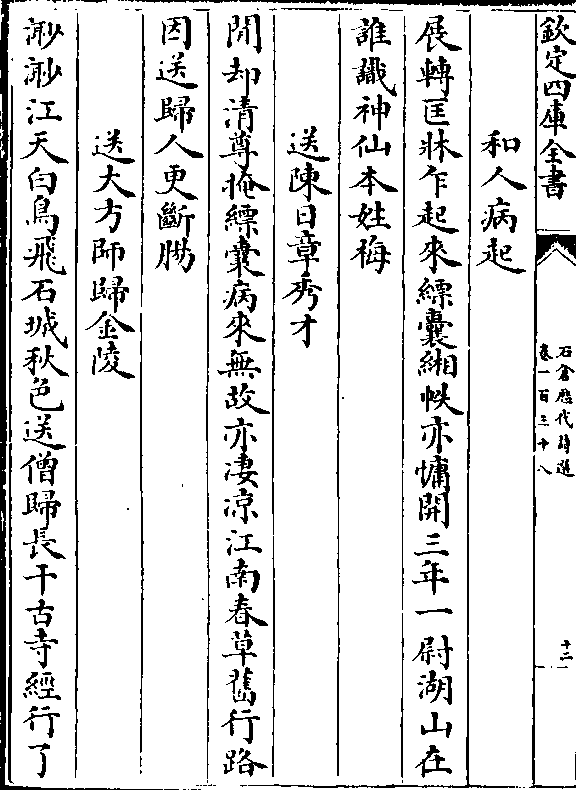 欽定四庫全書
石倉歷代詩選
卷一百三十八
十二
和人病起
展轉匡牀乍起來縹囊緗帙亦慵開三年一尉湖山在
誰識神仙本姓梅
送陳日章秀才
閒却清尊掩縹囊病來無故亦凄凉江南春草舊行路
因送歸人更斷腸
送大方師歸金陵
渺渺江天白鳥飛石城秋色送僧歸長干古寺經行了